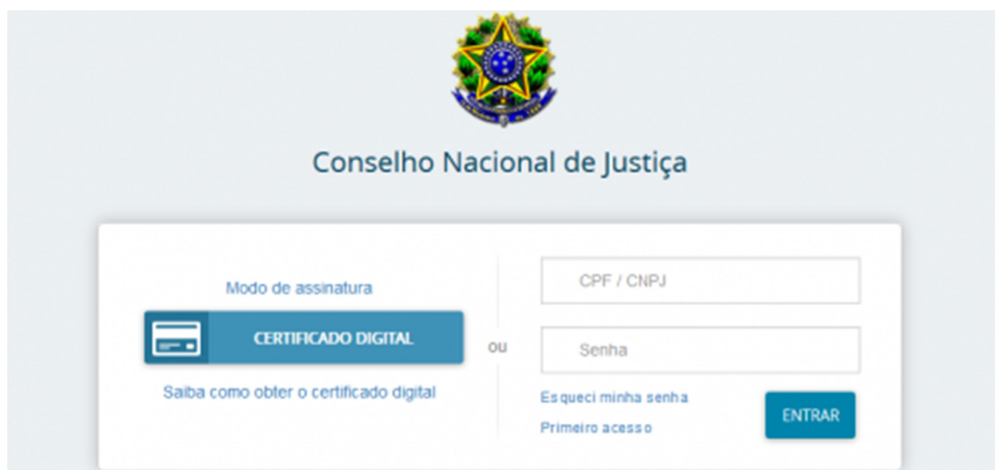 Conselho Nacional de Justiça
Modo de assinatura
CERTIFICADO DIGITAL
Saiba como obter o certificado digital
ou
CPF / CNPJ
Senha
Esqueci minha senha
Primeiro acesso
ENTRAR